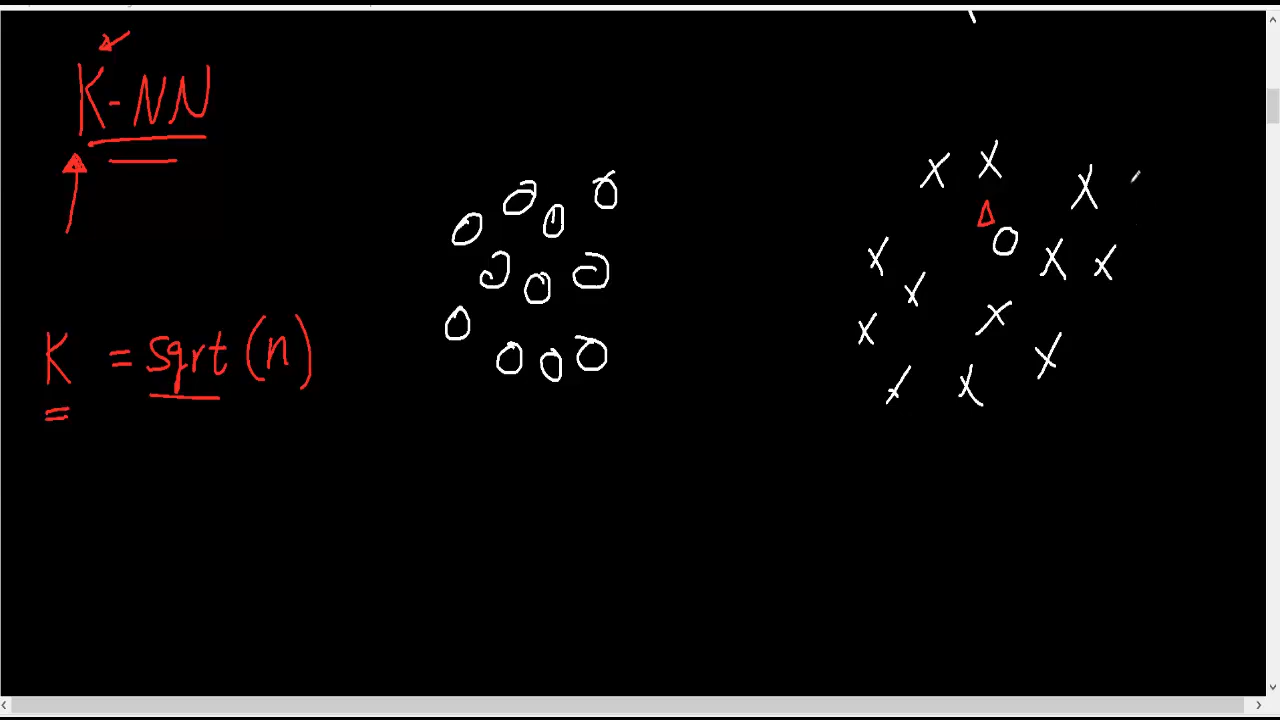 K-NN
K = sqrt(n)